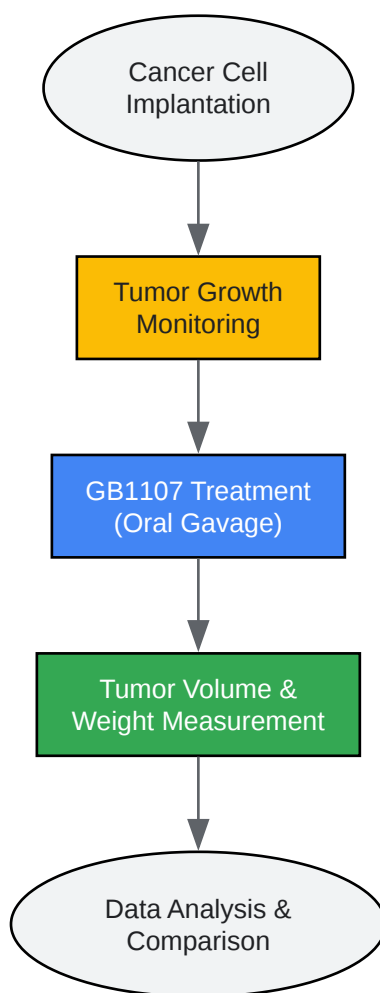 Cancer Cell
Implantation
Tumor Growth
Monitoring
GB1107 Treatment
(Oral Gavage)
Tumor Volume &
Weight Measurement
Data Analysis &
Comparison